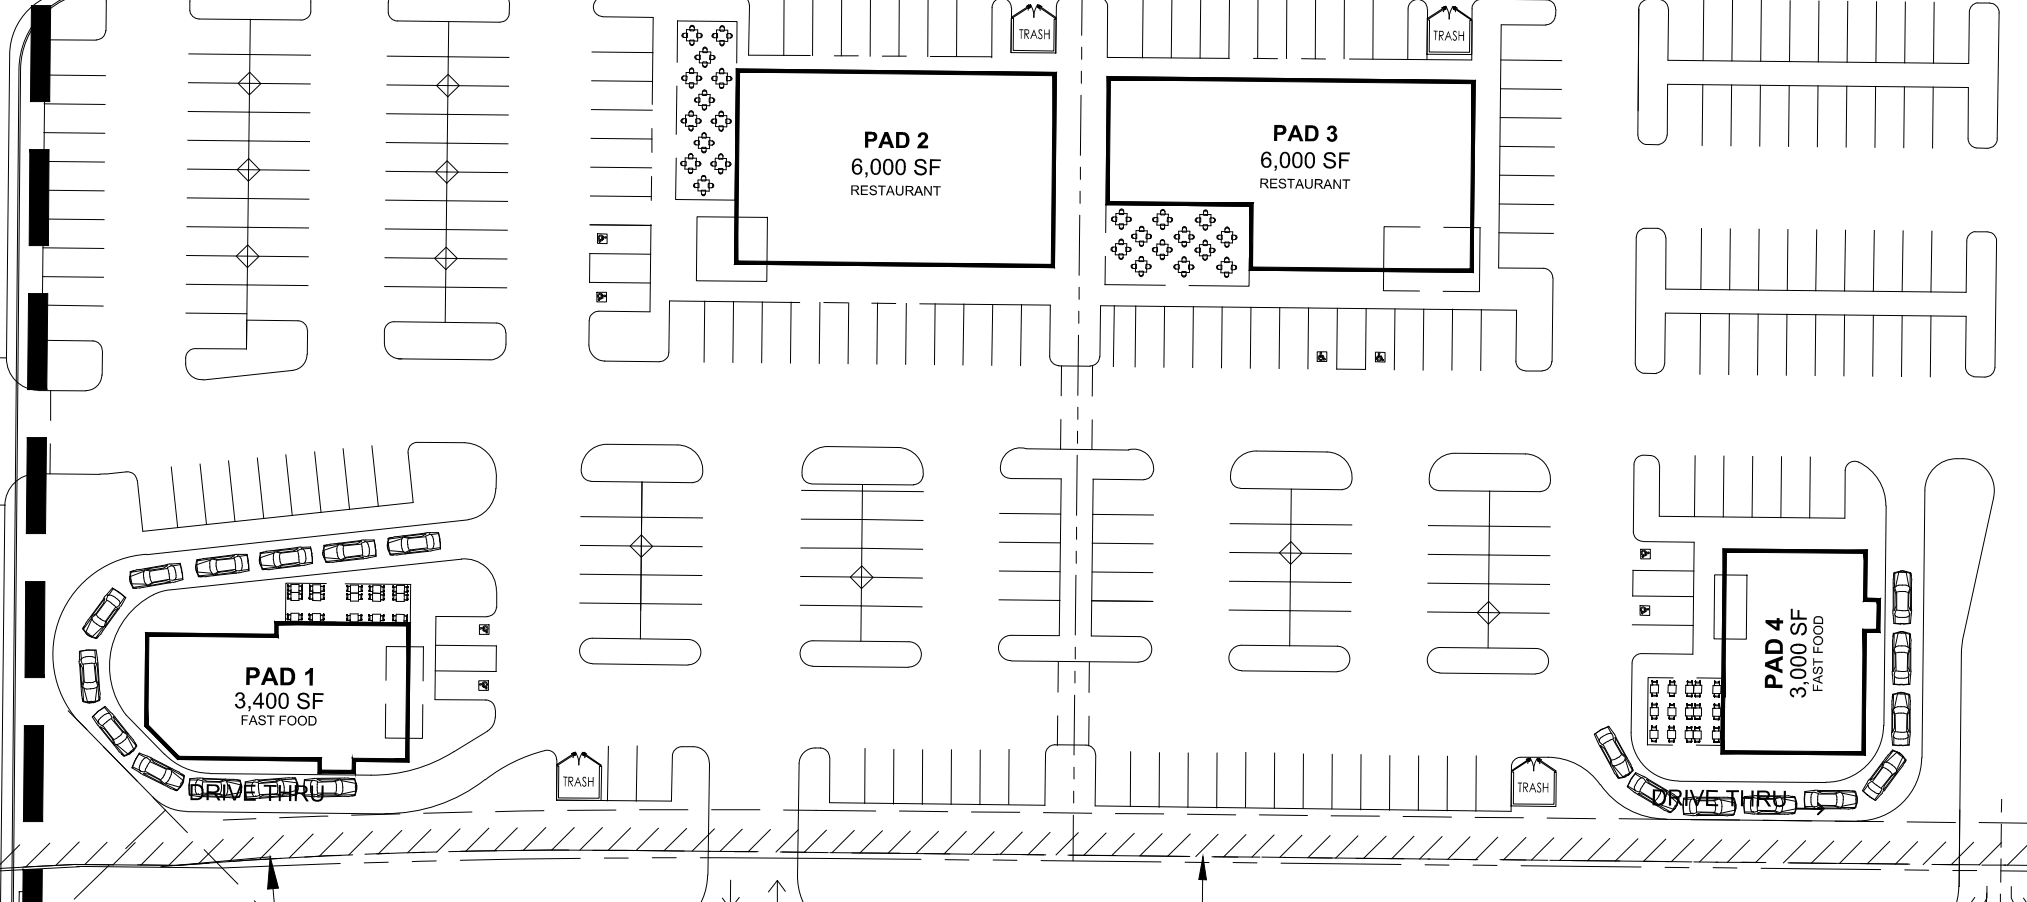 TRASH
TRASH
PAD 2
6,000 SF
RESTAURANT
PAD 3
6,000 SF
RESTAURANT
PAD 1
3,400 SF
FAST FOOD
DRIVE THRU
TRASH
TRASH
PAD 4
3,000 SF
FAST FOOD
DRIVE THRU